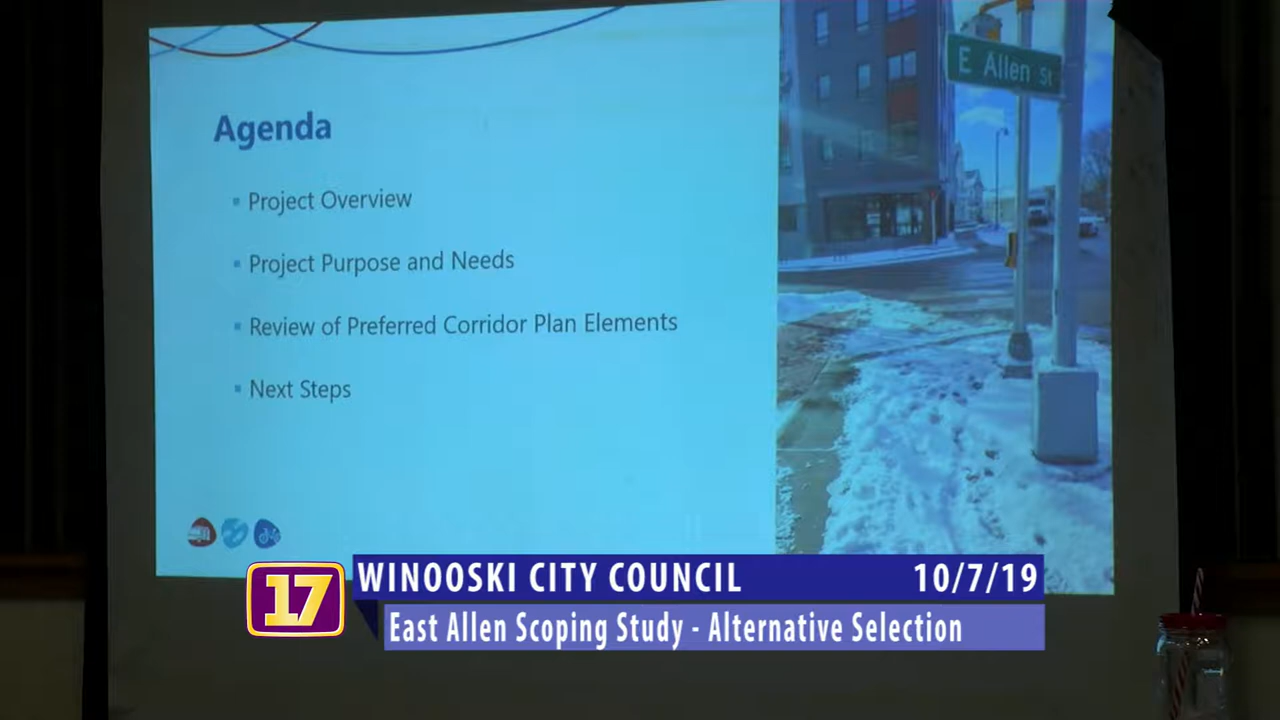 Agenda
▪ Project Overview
▪ Project Purpose and Needs
▪ Review of Preferred Corridor Plan Elements
▪ Next Steps
E Allen St
17
WINOOSKI CITY COUNCIL 10/7/19
East Allen Scoping Study - Alternative Selection